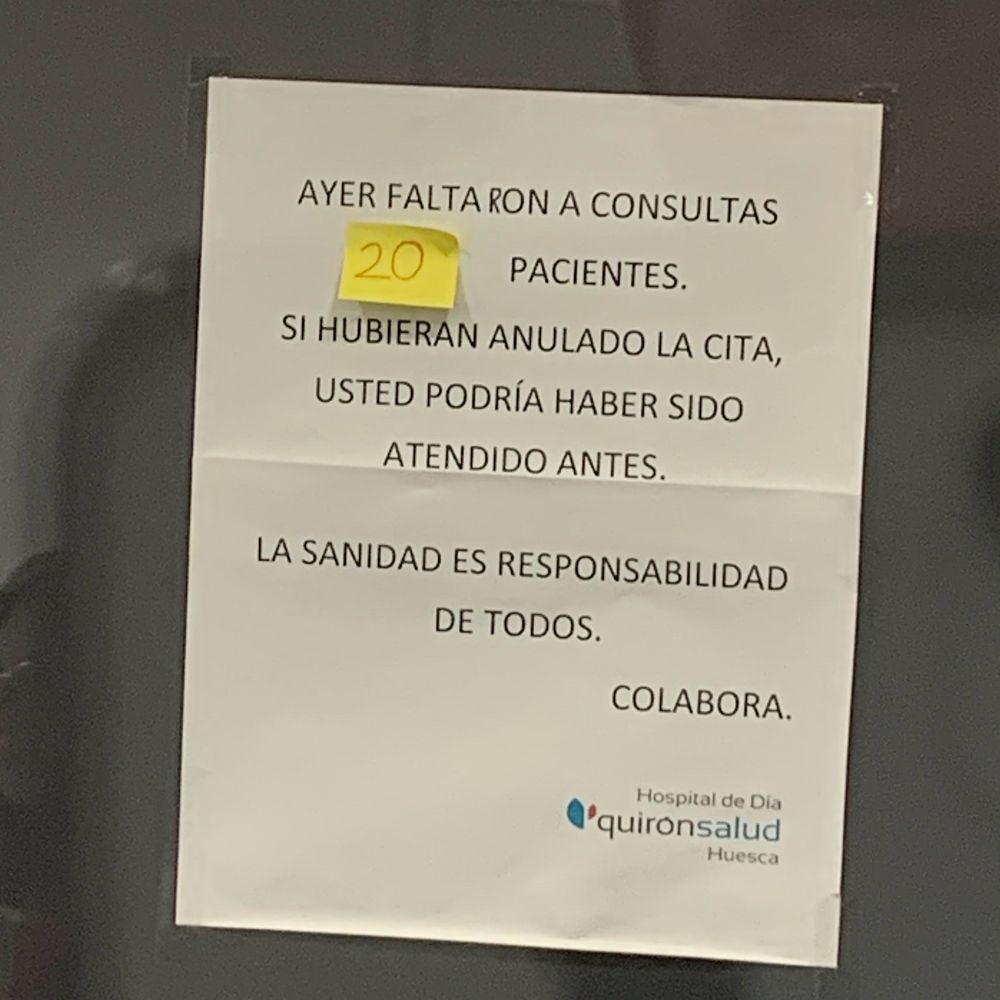 AYER FALTARON A CONSULTAS
20 PACIENTES.
SI HUBIERAN ANULADO LA CITA,
USTED PODRÍA HABER SIDO
ATENDIDO ANTES.
LA SANIDAD ES RESPONSABILIDAD
DE TODOS.
COLABORA.
Hospital de Día
quirónsalud
Huesca